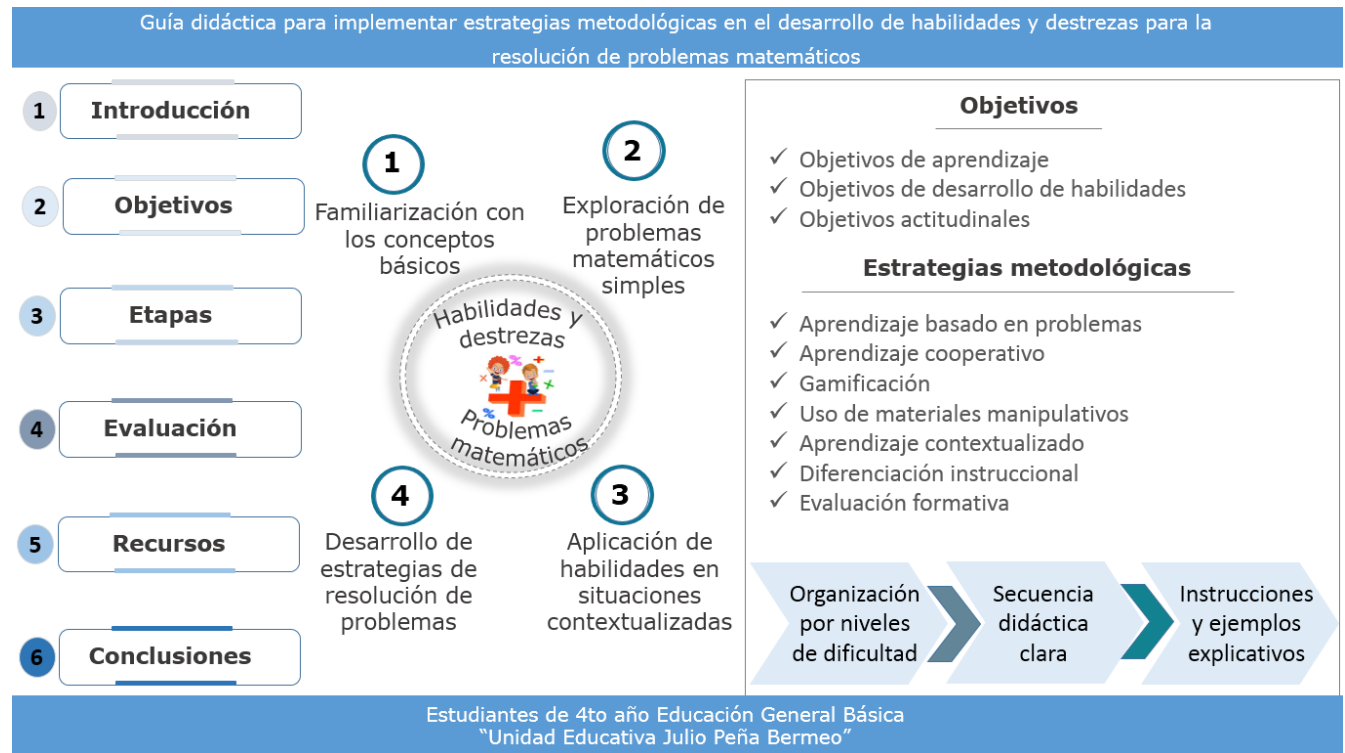 Guía didáctica para implementar estrategias metodológicas en el desarrollo de habilidades y destrezas para la
resolución de problemas matemáticos
1
Introducción
2
Objetivos
3
Etapas
4
Evaluación
5
Recursos
6
Conclusiones
1
Familiarización con
los conceptos
básicos
2
Exploración de
problemas
matemáticos
simples
Habilidades y
destrezas
Problemas
matemáticos
4
Desarrollo de
estrategias de
resolución de
problemas
3
Aplicación de
habilidades en
situaciones
contextualizadas
Objetivos
✓ Objetivos de aprendizaje
✓ Objetivos de desarrollo de habilidades
✓ Objetivos actitudinales
Estrategias metodológicas
✓ Aprendizaje basado en problemas
✓ Aprendizaje cooperativo
✓ Gamificación
✓ Uso de materiales manipulativos
✓ Aprendizaje contextualizado
✓ Diferenciación instruccional
✓ Evaluación formativa
Organización
por niveles
de dificultad
Secuencia
didáctica
clara
Instrucciones
y ejemplos
explicativos
Estudiantes de 4to año Educación General Básica
“Unidad Educativa Julio Peña Bermeo”